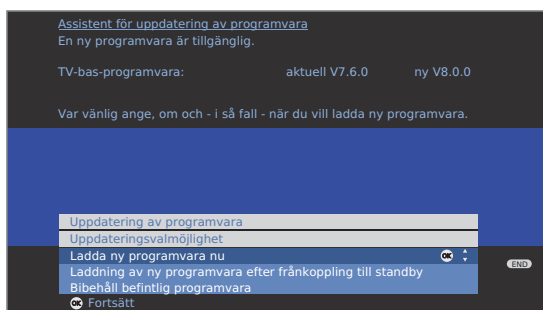 Assistent för uppdatering av programvara
En ny programvara är tillgänglig.
TV-bas-programvara: aktuell V7.6.0 ny V8.0.0
Var vänlig ange, om och - i så fall - när du vill ladda ny programvara.
Uppdatering av programvara
Uppdateringsvalmöjlighet
Ladda ny programvara nu OK
END
Laddning av ny programvara efter frånkoppling till standby
Bibehåll befintlig programvara
OK Fortsätt